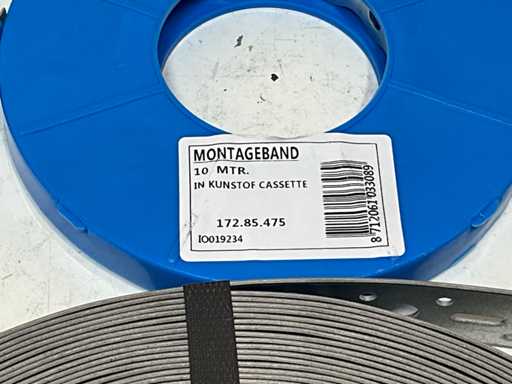 MONTAGEBAND
10 MTR.
IN KUNSTOF CASSETTE
172.85.475
IO019234
8 712061 033089